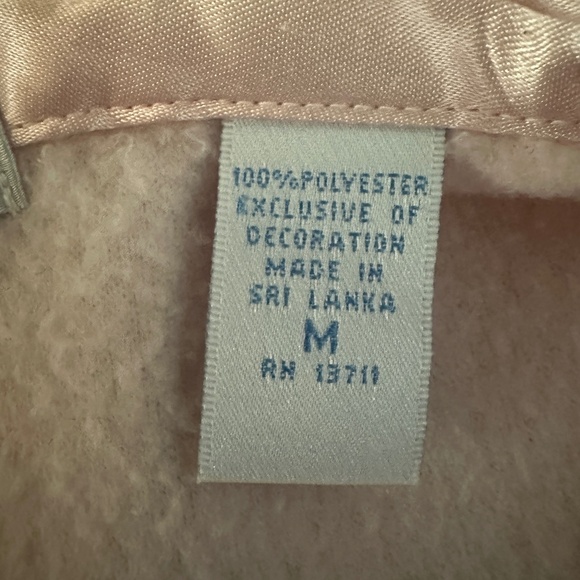 100%POLYESTER
EXCLUSIVE OF
DECORATION
MADE IN
SRI LANKA
M
RN 13711